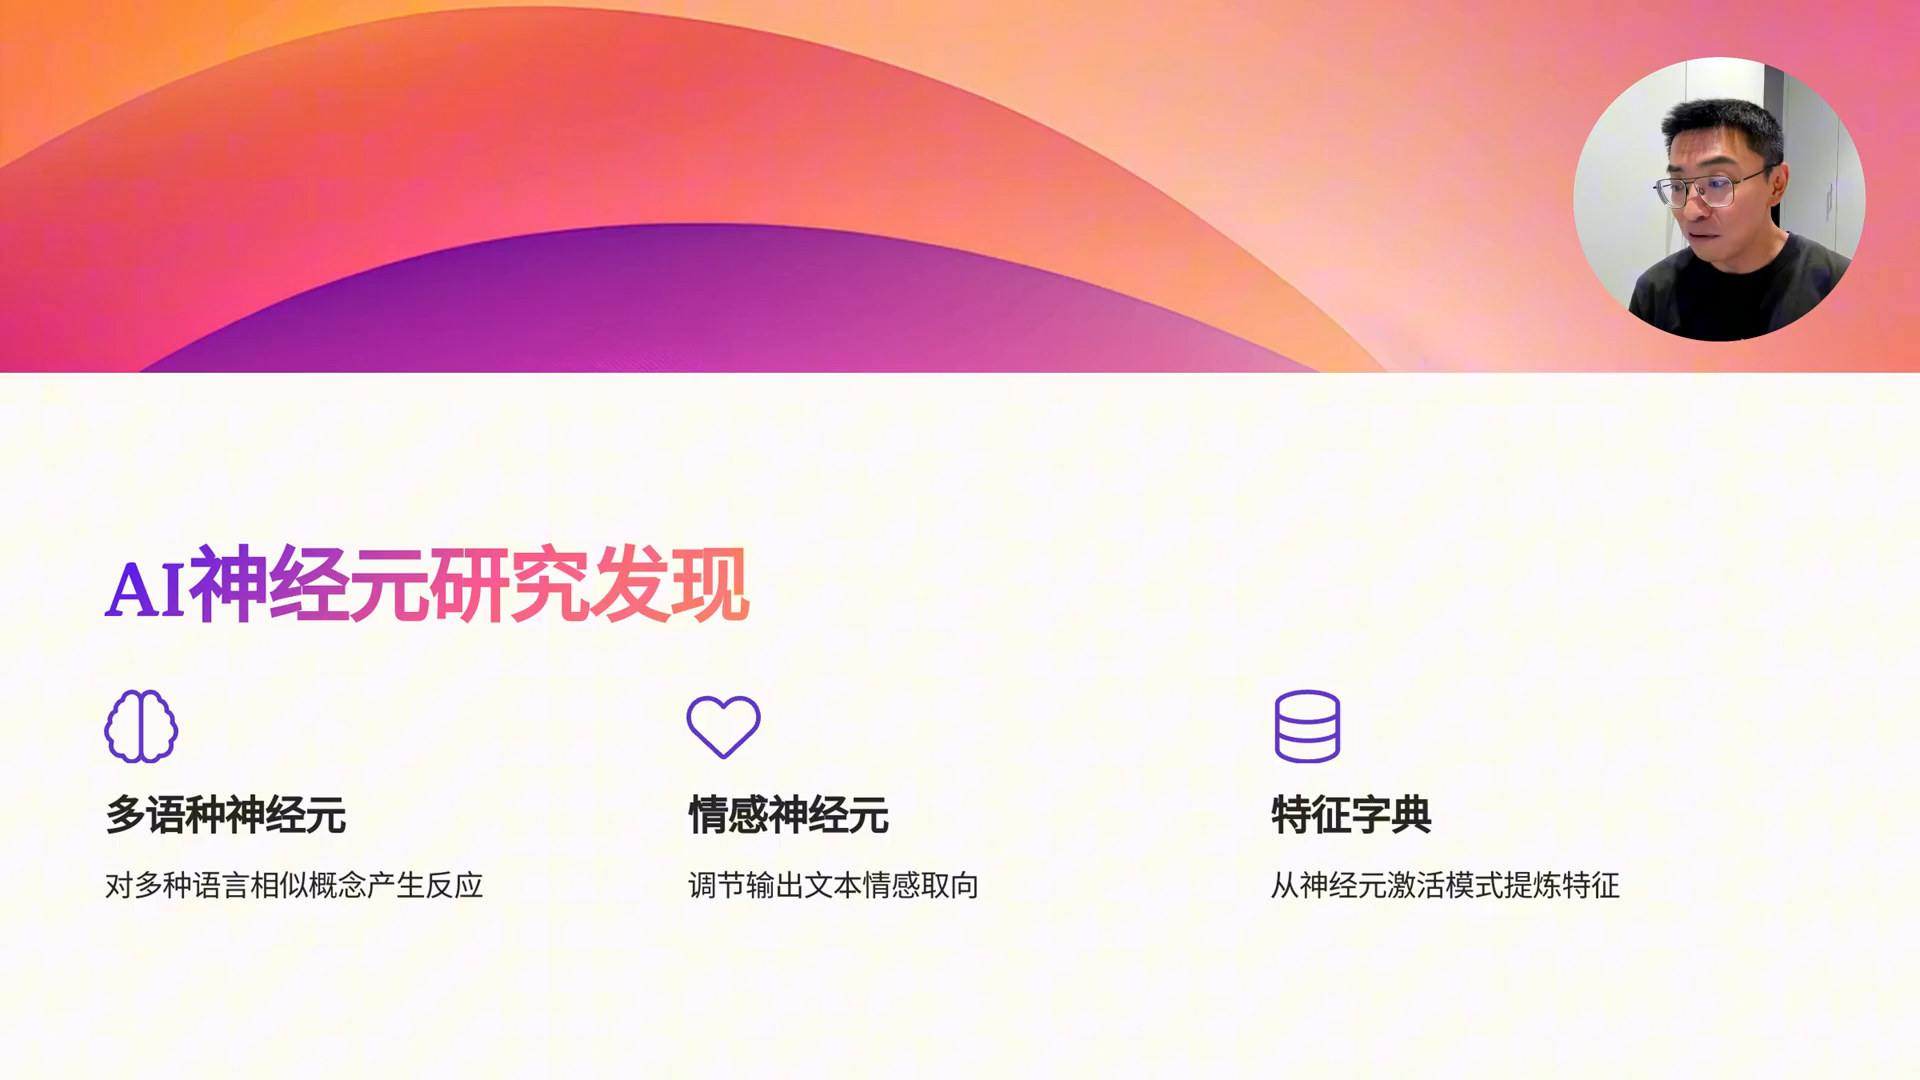 AI神经元研究发现
多语种神经元
对多种语言相似概念产生反应
情感神经元
调节输出文本情感取向
特征字典
从神经元激活模式提炼特征